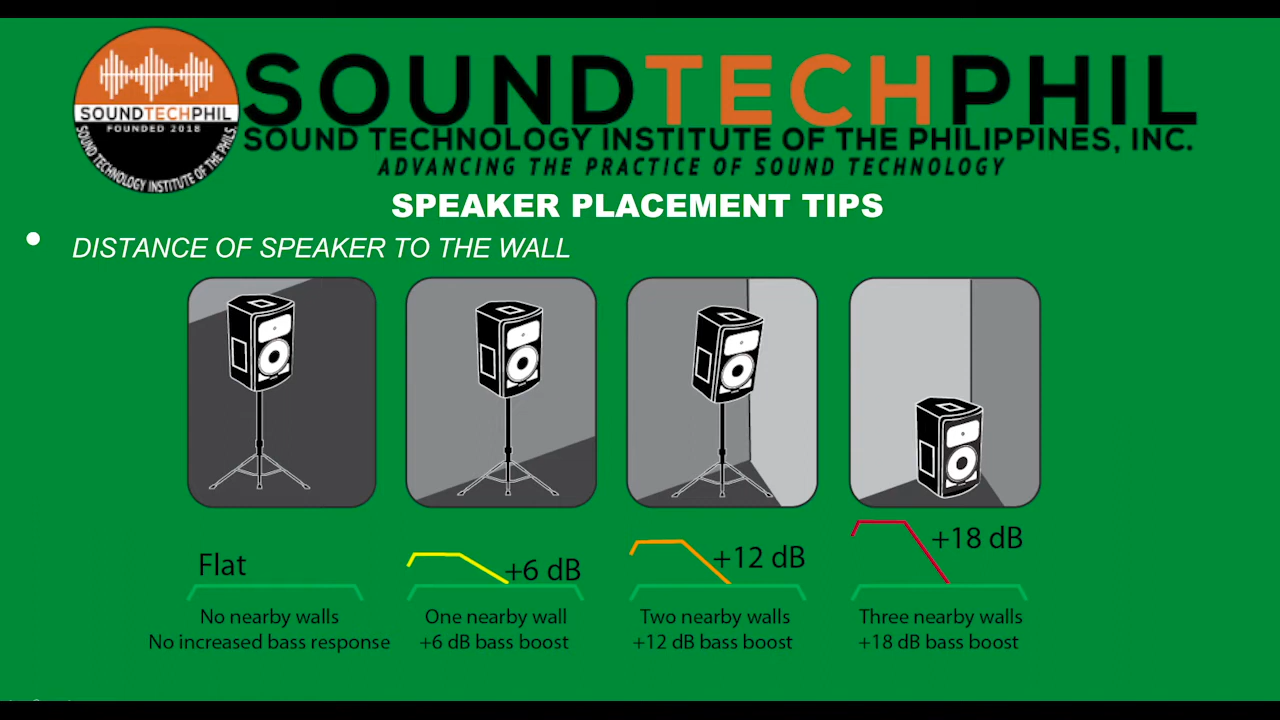 SOUNDTECHPHIL
FOUNDED 2018
SOUND TECHNOLOGY INSTITUTE OF THE PHILS.
SOUNDTECHPHIL
SOUND TECHNOLOGY INSTITUTE OF THE PHILIPPINES, INC.
ADVANCING THE PRACTICE OF SOUND TECHNOLOGY
SPEAKER PLACEMENT TIPS
• DISTANCE OF SPEAKER TO THE WALL
Flat
+6 dB
+12 dB
+18 dB
No nearby walls
No increased bass response
One nearby wall
+6 dB bass boost
Two nearby walls
+12 dB bass boost
Three nearby walls
+18 dB bass boost